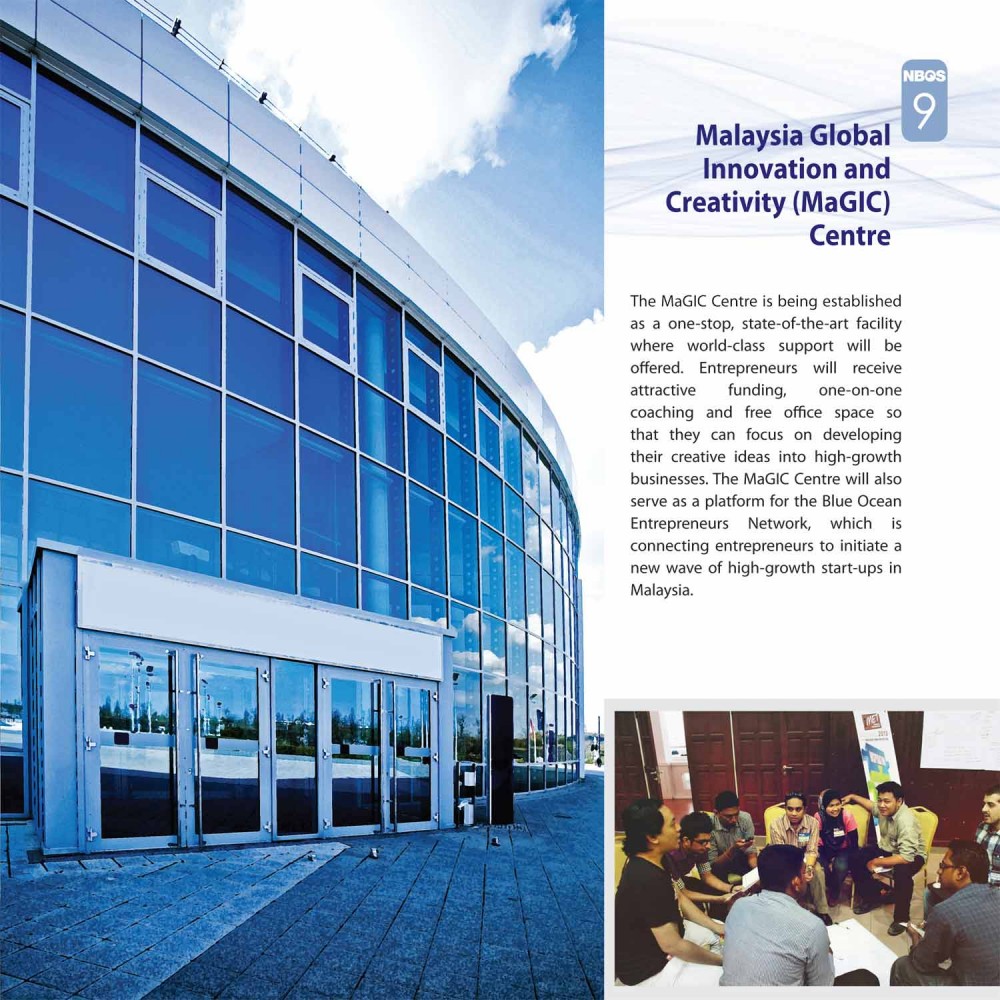 NBOS
9
Malaysia Global
Innovation and
Creativity (MaGIC)
Centre
The MaGIC Centre is being established
as a one-stop, state-of-the-art facility
where world-class support will be
offered. Entrepreneurs will receive
attractive funding, one-on-one
coaching and free office space so
that they can focus on developing
their creative ideas into high-growth
businesses. The MaGIC Centre will also
serve as a platform for the Blue Ocean
Entrepreneurs Network, which is
connecting entrepreneurs to initiate a
new wave of high-growth start-ups in
Malaysia.
2013